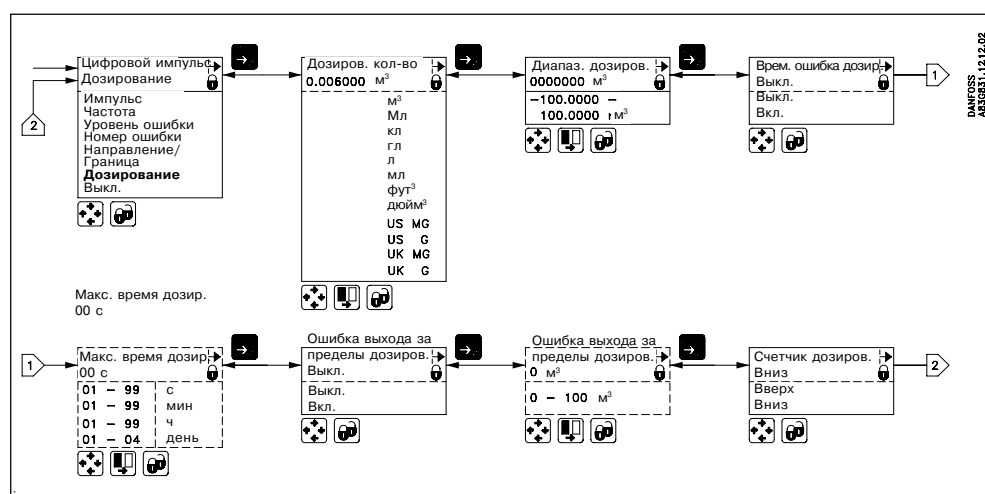 Цифровой импульс
Дозирование
Импульс
Частота
Уровень ошибки
Номер ошибки
Направление/
Граница
Дозирование
Выкл.
2
Дозиров. кол-во
0.006000 м³
м³
Мл
кл
гл
л
мл
фут³
дюйм³
US MG
US G
UK MG
UK G
Диапаз. дозиров.
0000000 м³
-100.0000 -
100.0000 м³
Врем. ошибка дозир.
Выкл.
Выкл.
Вкл.
1
DANFOSS
A83G831.1212.02
Макс. время дозир.
00 с
1
Макс. время дозир.
00 с
01 - 99 с
01 - 99 мин
01 - 99 ч
01 - 04 день
Ошибка выхода за
пределы дозиров.
Выкл.
Выкл.
Вкл.
Ошибка выхода за
пределы дозиров.
0 м³
0 - 100 м³
Счетчик дозиров.
Вниз
Вверх
Вниз
2